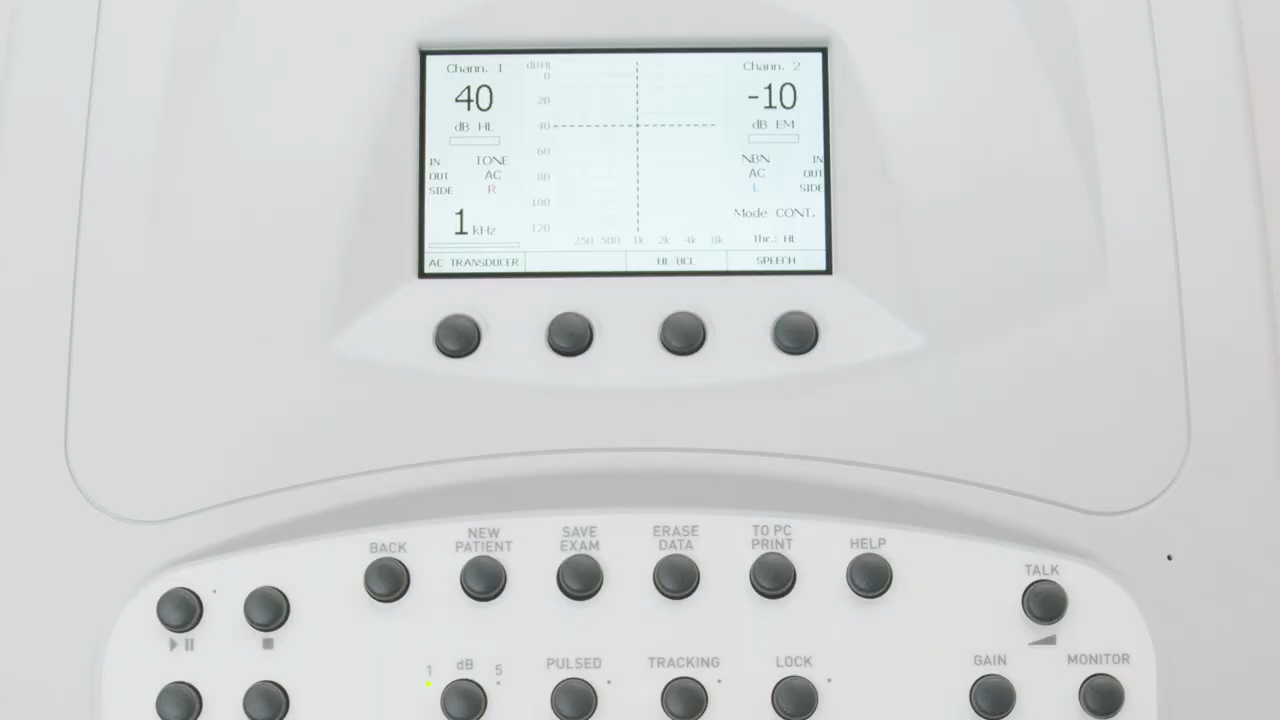 Chann. 1
40
dB HL
IN TONE
OUT AC
SIDE R
1 kHz
dBHL
0
20
40
60
80
100
120
250 500 1k 2k 4k 8k
Chann. 2
-10
dB EM
NBN IN
AC OUT
L SIDE
Mode CONT.
Thr.: HL
AC TRANSDUCER HL/UCL SPEECH
BACK
NEW
PATIENT
SAVE
EXAM
ERASE
DATA
TO PC
PRINT
HELP
TALK
1 dB 5
PULSED
TRACKING
LOCK
GAIN
MONITOR